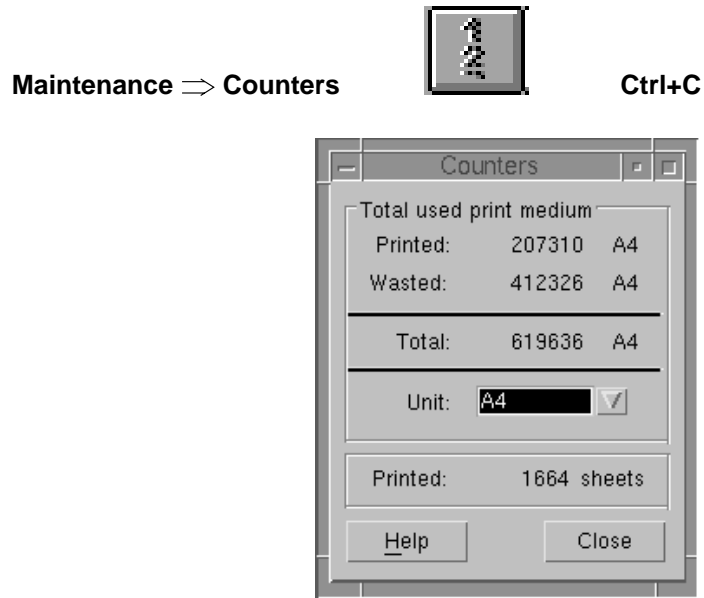 1
2
Maintenance ⇒ Counters Ctrl+C
Counters
Total used print medium
Printed: 207310 A4
Wasted: 412326 A4
Total: 619636 A4
Unit: A4
Printed: 1664 sheets
Help Close